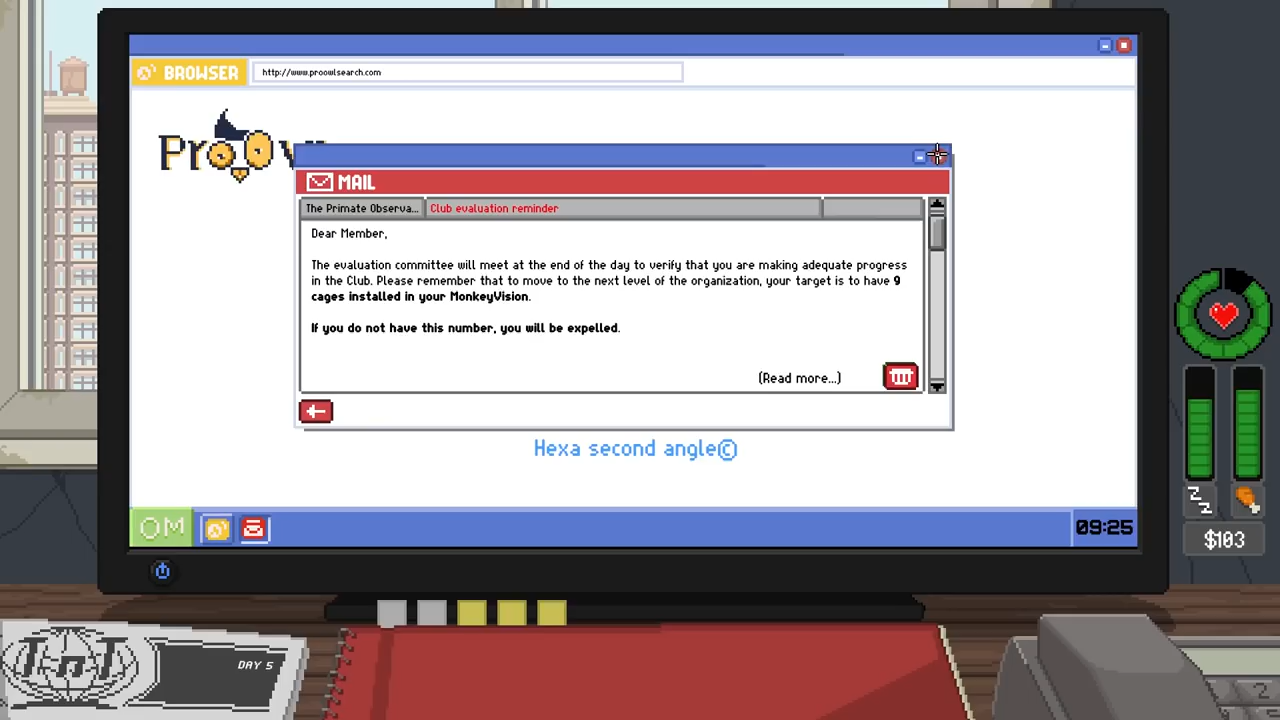 BROWSER
http://www.proowlsearch.com
MAIL
The Primate Observa...
Club evaluation reminder
Dear Member,
The evaluation committee will meet at the end of the day to verify that you are making adequate progress
in the Club. Please remember that to move to the next level of the organization, your target is to have 9
cages installed in your MonkeyVision.
If you do not have this number, you will be expelled.
(Read more...)
Hexa second angle©
OM
09:25
$103
DAY 5
TnT
2